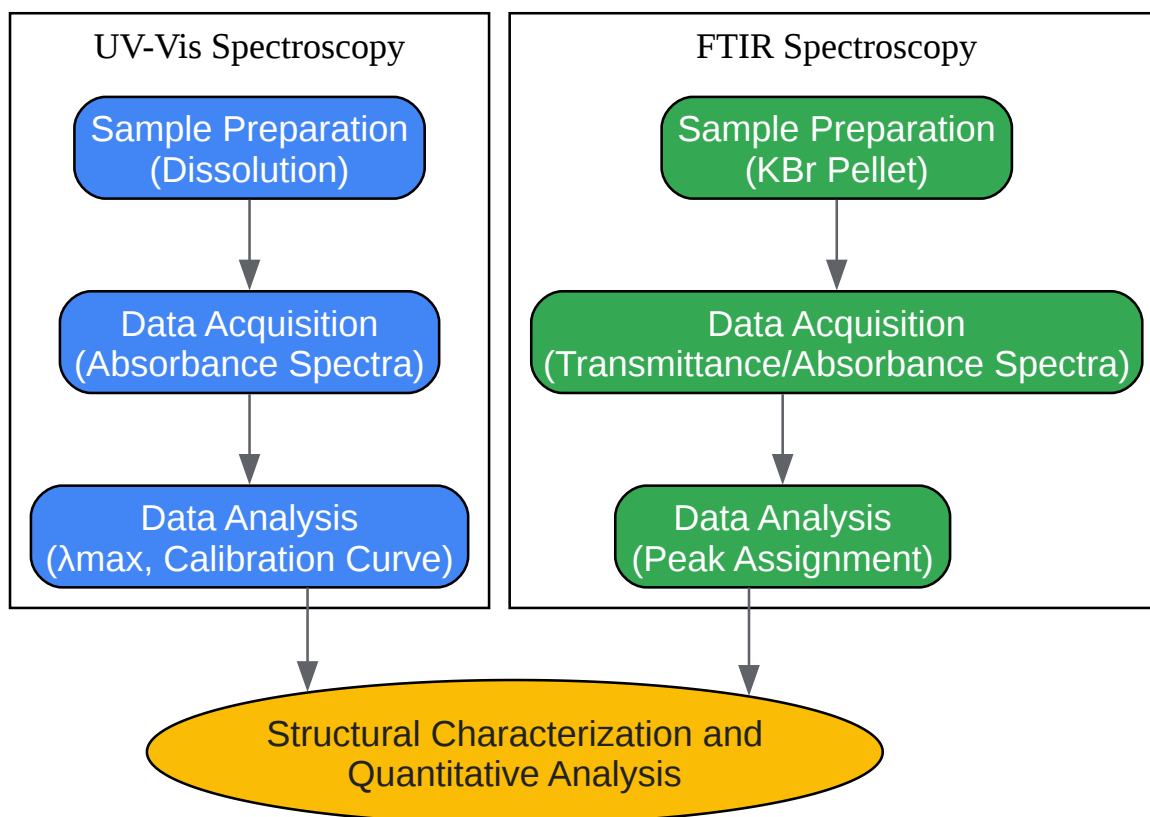 UV-Vis Spectroscopy
Sample Preparation
(Dissolution)
Data Acquisition
(Absorbance Spectra)
Data Analysis
(λmax, Calibration Curve)
FTIR Spectroscopy
Sample Preparation
(KBr Pellet)
Data Acquisition
(Transmittance/Absorbance Spectra)
Data Analysis
(Peak Assignment)
Structural Characterization and
Quantitative Analysis